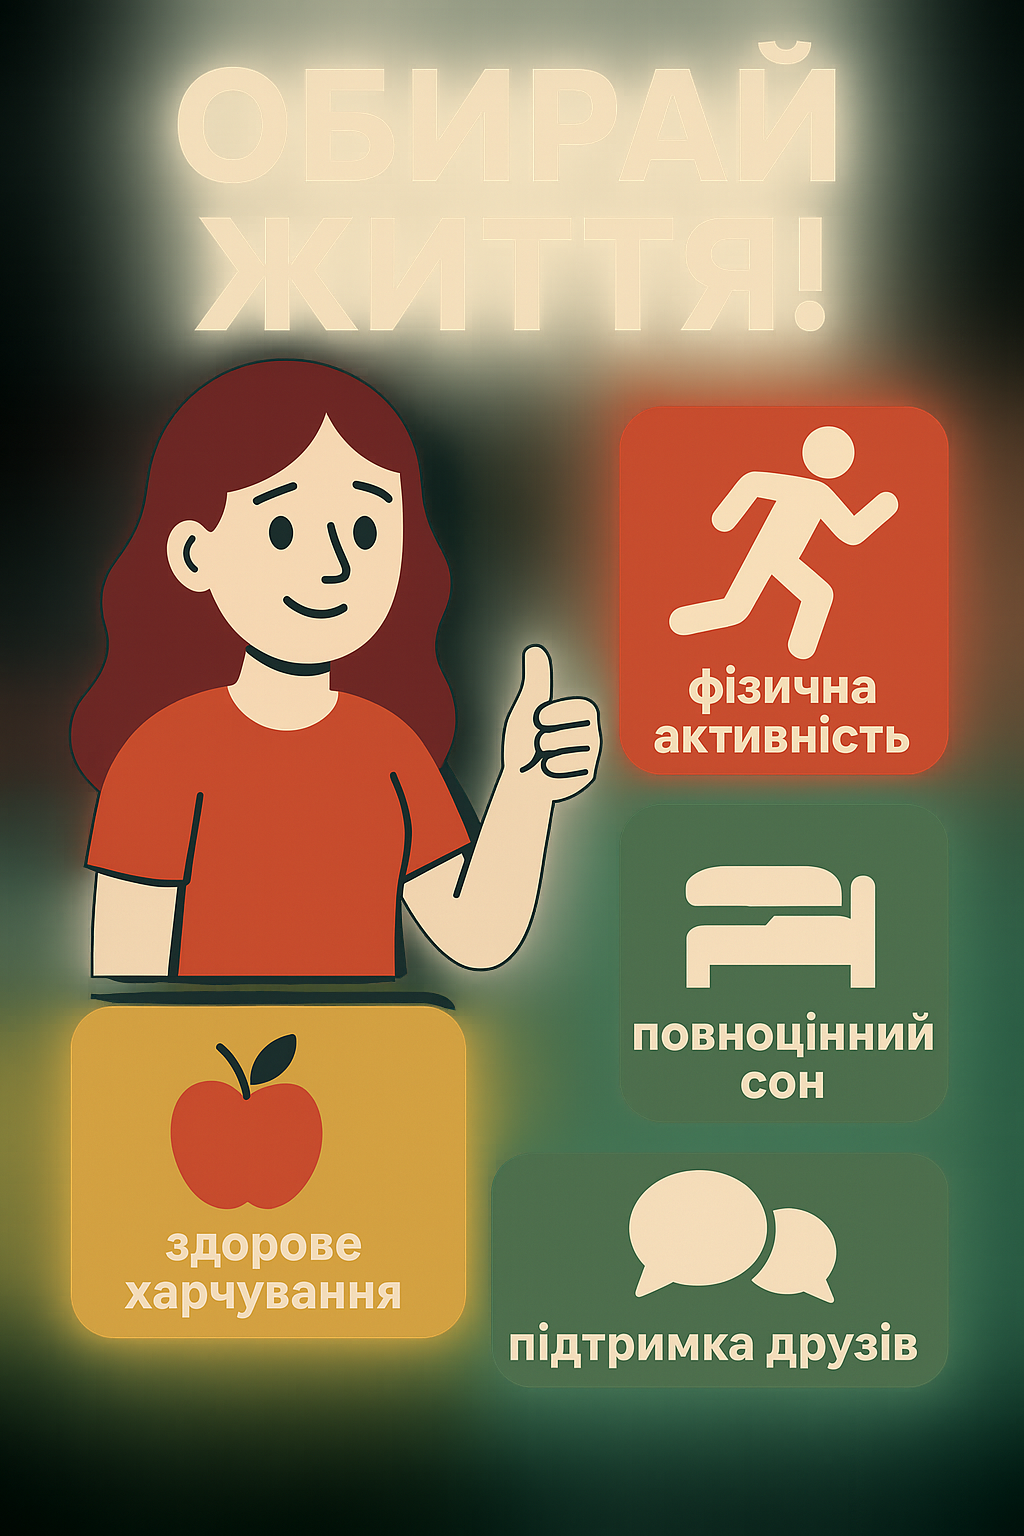 ОБИРАЙ
ЖИТТЯ!
фізична
активність
повноцінний
сон
здорове
харчування
підтримка друзів